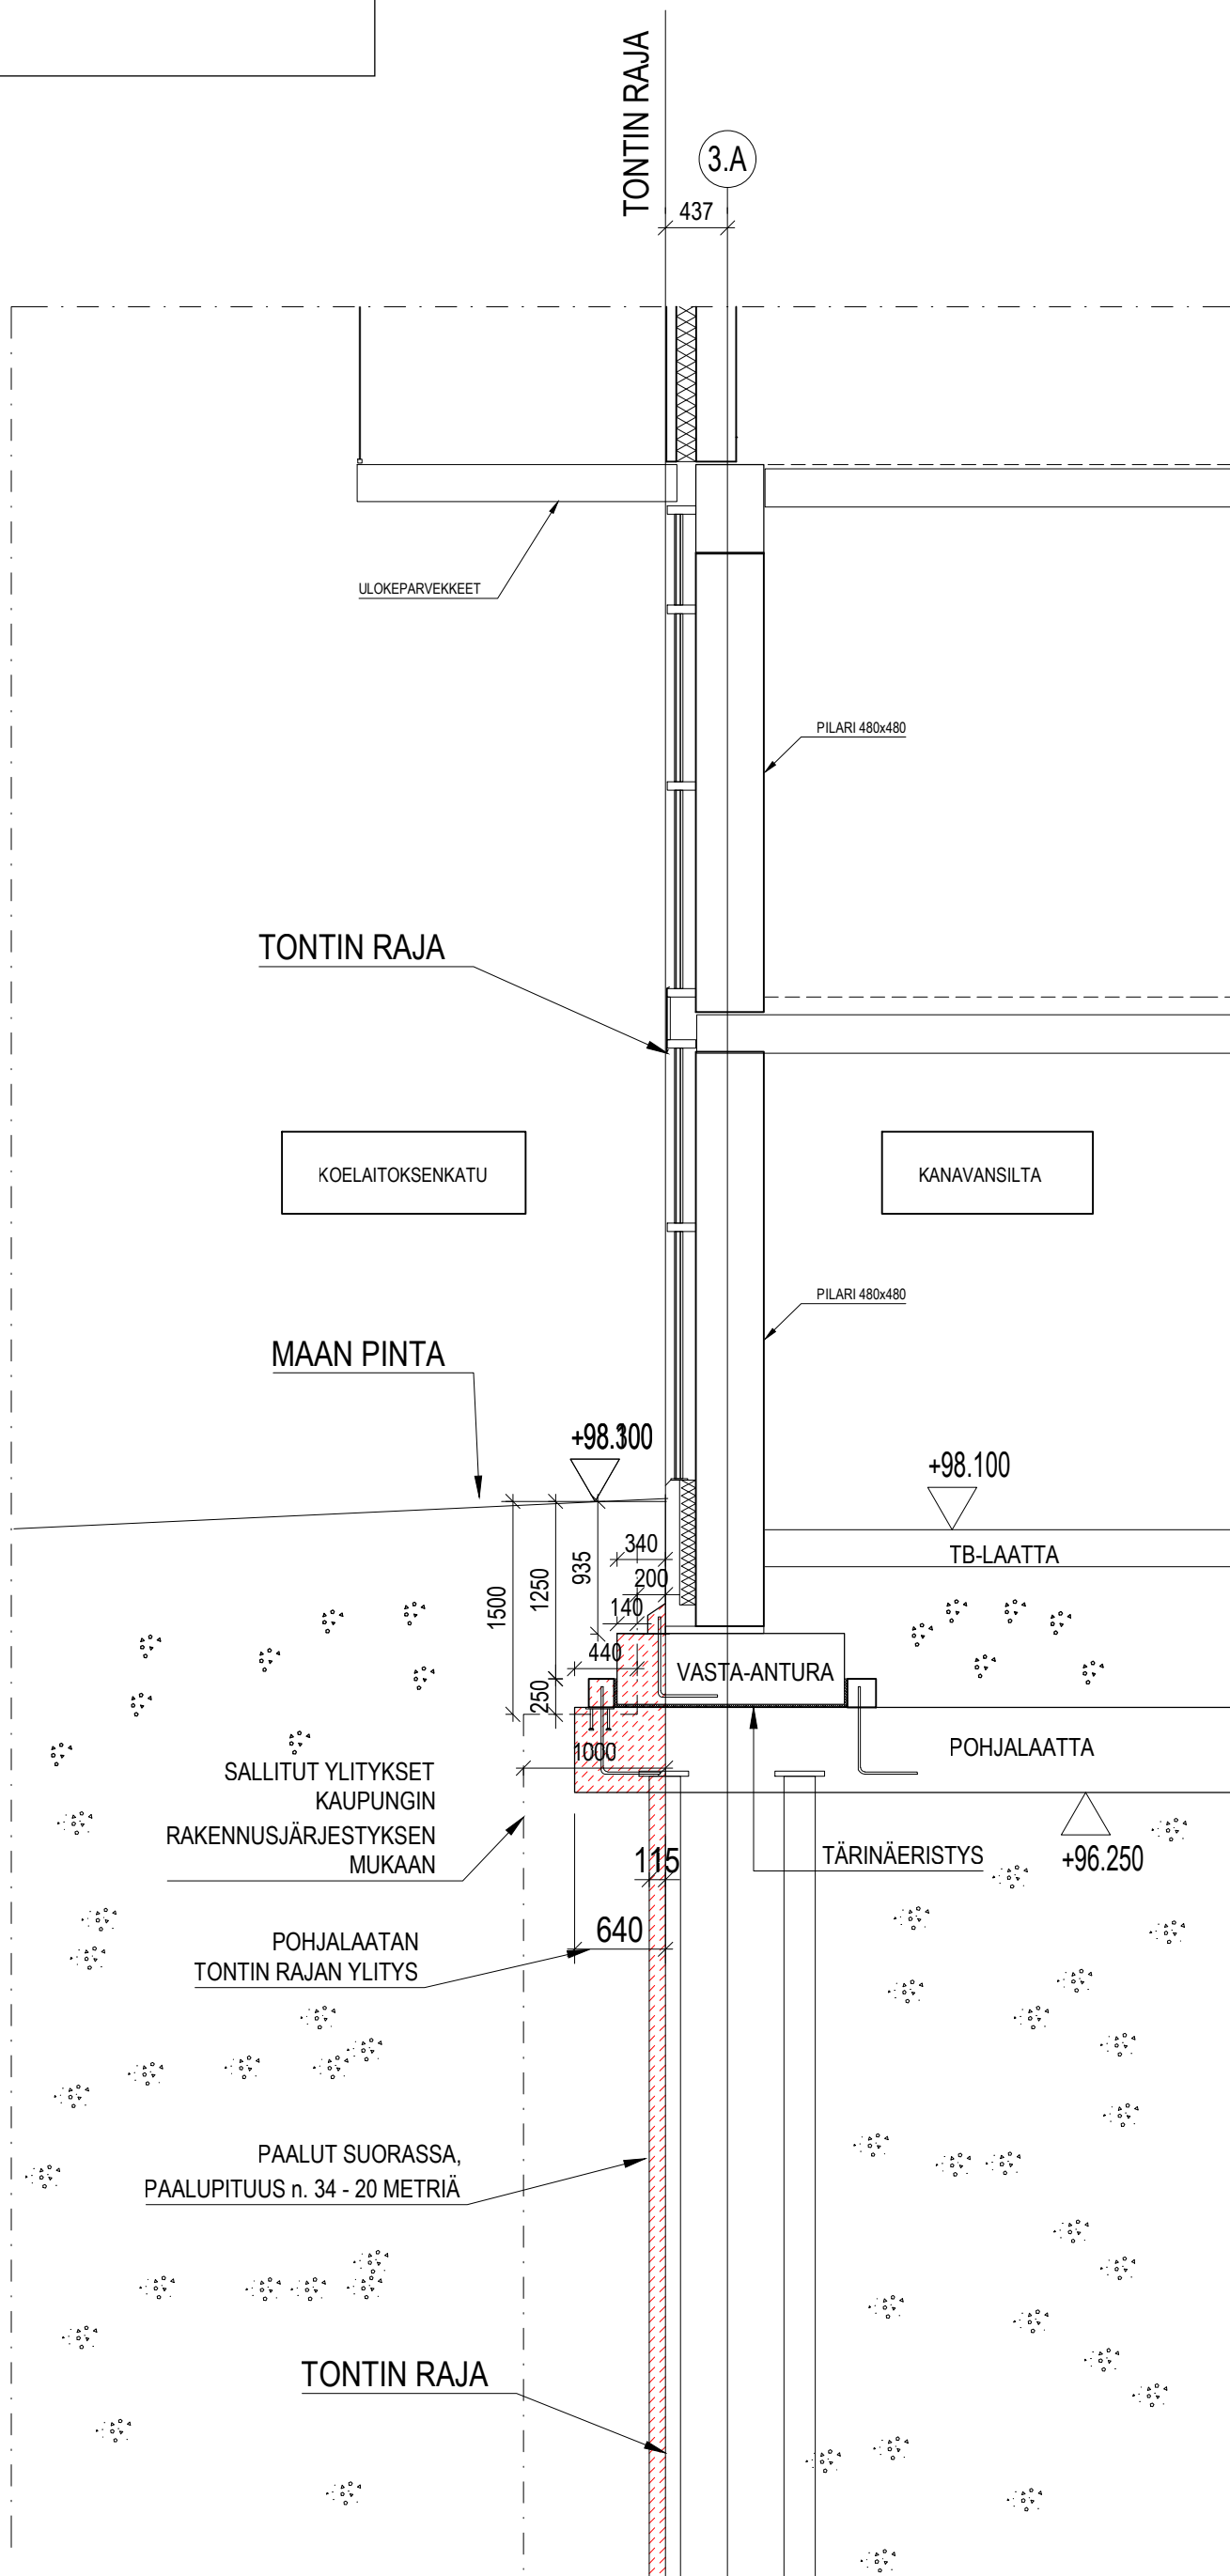 TONTIN RAJA
3.A
437
ULOKEPARVEKKEET
PILARI 480x480
TONTIN RAJA
KOELAITOKSENKATU
KANAVANSILTA
PILARI 480x480
MAAN PINTA
+98.100
TB-LAATTA
340
200
140
440
935
1250
1500
250
VASTA-ANTURA
POHJALAATTA
1000
SALLITUT YLITYKSET
KAUPUNGIN
RAKENNUSJÄRJESTYKSEN
MUKAAN
TÄRINÄERISTYS
+96.250
115
640
POHJALAATAN
TONTIN RAJAN YLITYS
PAALUT SUORASSA,
PAALUPITUUS n. 34 - 20 METRIÄ
TONTIN RAJA